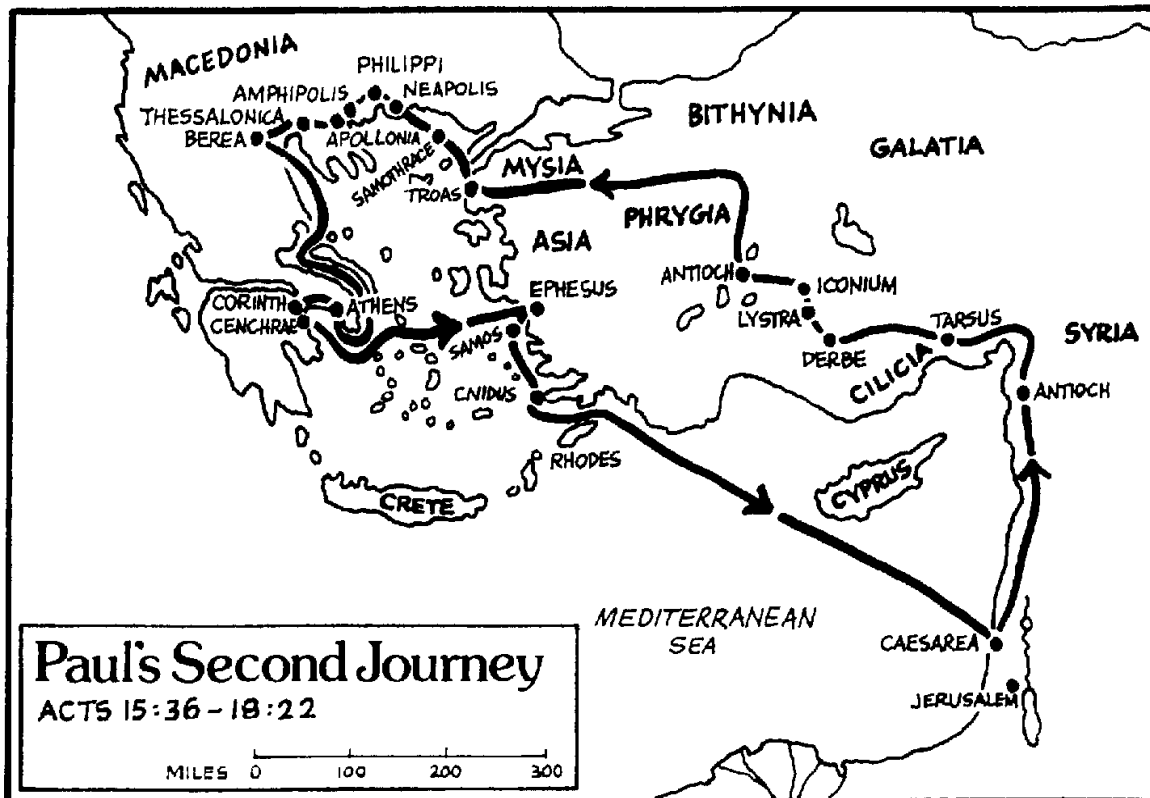 MACEDONIA
PHILIPPI
AMPHIPOLIS
NEAPOLIS
THESSALONICA
BEREA
APOLLONIA
SAMOTHRACE
TROAS
MYSIA
BITHYNIA
GALATIA
PHRYGIA
ASIA
ANTIOCH
ICONIUM
LYSTRA
DERBE
TARSUS
CILICIA
SYRIA
ANTIOCH
EPHESUS
CORINTH
ATHENS
CENCHRAE
SAMOS
CNIDUS
RHODES
CRETE
CYPRUS
MEDITERRANEAN
SEA
CAESAREA
JERUSALEM
Paul's Second Journey
ACTS 15:36-18:22
MILES 0 100 200 300